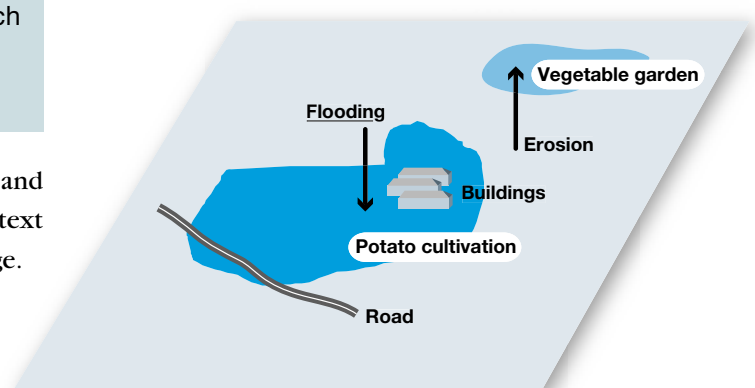 ch
and
text
ge.
Vegetable garden
Flooding
Erosion
Buildings
Potato cultivation
Road